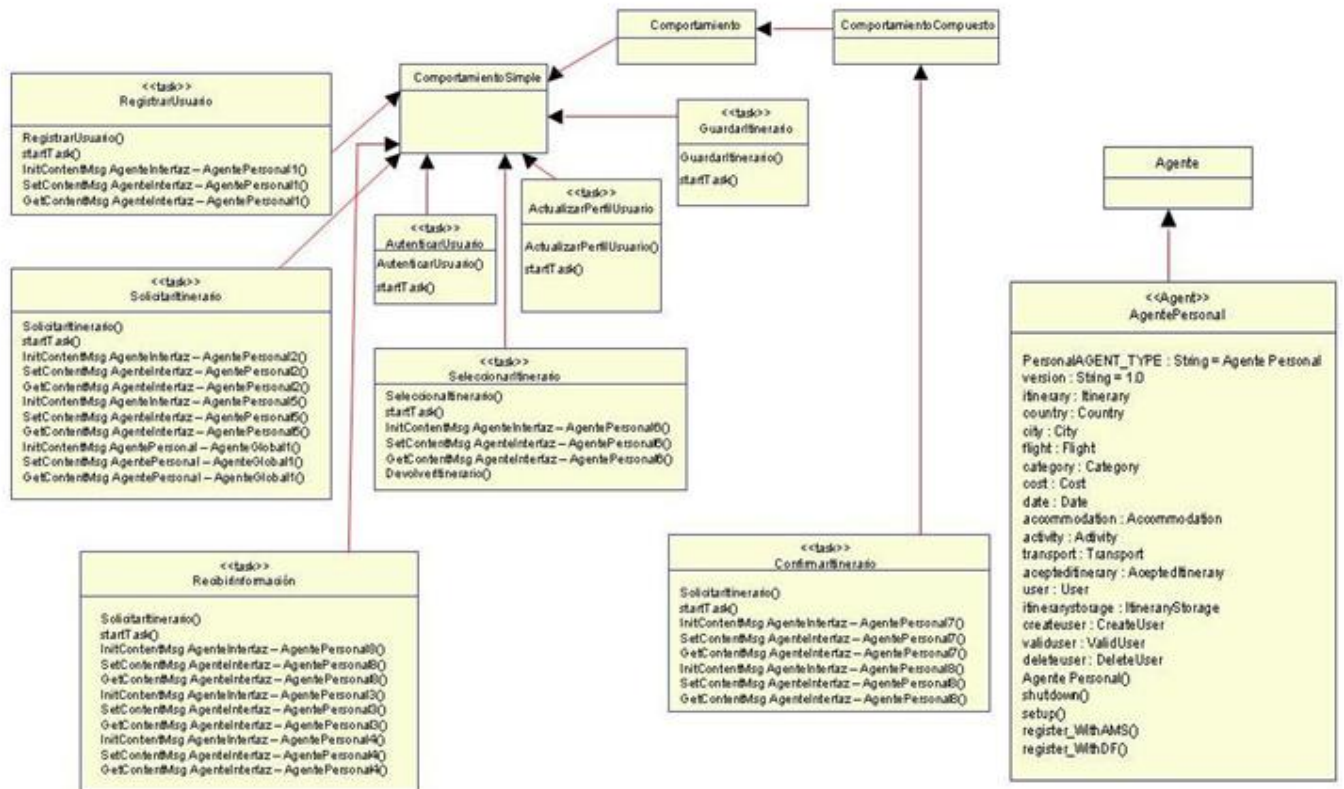 Comportamiento
ComportamientoCompuesto
ComportamientoSimple
<<task>>
RegistrarUsuario
RegistrarUsuario()
startTask()
InitContentMsg AgenteInterfaz – AgentePersonal1()
SetContentMsg AgenteInterfaz – AgentePersonal1()
GetContentMsg AgenteInterfaz – AgentePersonal1()
<<task>>
GuardarItinerario
GuardarItinerario()
startTask()
Agente
<<task>>
ActualizarPerfilUsuario
ActualizarPerfilUsuario()
startTask()
<<task>>
AutenticarUsuario
AutenticarUsuario()
startTask()
<<task>>
SolicitarItinerario
SolicitarItinerario()
startTask()
InitContentMsg AgenteInterfaz – AgentePersonal2()
SetContentMsg AgenteInterfaz – AgentePersonal2()
GetContentMsg AgenteInterfaz – AgentePersonal2()
InitContentMsg AgenteInterfaz – AgentePersonal5()
SetContentMsg AgenteInterfaz – AgentePersonal5()
GetContentMsg AgenteInterfaz – AgentePersonal5()
InitContentMsg AgentePersonal – AgenteGlobal1()
SetContentMsg AgentePersonal – AgenteGlobal1()
GetContentMsg AgentePersonal – AgenteGlobal1()
<<task>>
SeleccionarItinerario
SeleccionaItinerario()
startTask()
InitContentMsg AgenteInterfaz – AgentePersonal6()
SetContentMsg AgenteInterfaz – AgentePersonal6()
GetContentMsg AgenteInterfaz – AgentePersonal6()
DevolverItinerario()
<<Agent>>
AgentePersonal
PersonalAGENT_TYPE : String = Agente Personal
version : String = 1.0
itinerary : Itinerary
country : Country
city : City
flight : Flight
category : Category
cost : Cost
date : Date
accommodation : Accommodation
activity : Activity
transport : Transport
acepteditinerary : AceptedItinerary
user : User
itinerarystorage : ItineraryStorage
createuser : CreateUser
validuser : ValidUser
deleteuser : DeleteUser
Agente Personal()
shutdown()
setup()
register_WithAMS()
register_WithDF()
<<task>>
RecibirInformación
SolicitarItinerario()
startTask()
InitContentMsg AgenteInterfaz – AgentePersonal8()
SetContentMsg AgenteInterfaz – AgentePersonal8()
GetContentMsg AgenteInterfaz – AgentePersonal8()
InitContentMsg AgenteInterfaz – AgentePersonal3()
SetContentMsg AgenteInterfaz – AgentePersonal3()
GetContentMsg AgenteInterfaz – AgentePersonal3()
InitContentMsg AgenteInterfaz – AgentePersonal4()
SetContentMsg AgenteInterfaz – AgentePersonal4()
GetContentMsg AgenteInterfaz – AgentePersonal4()
<<task>>
ConfirmarItinerario
SolicitarItinerario()
startTask()
InitContentMsg AgenteInterfaz – AgentePersonal7()
SetContentMsg AgenteInterfaz – AgentePersonal7()
GetContentMsg AgenteInterfaz – AgentePersonal7()
InitContentMsg AgenteInterfaz – AgentePersonal8()
SetContentMsg AgenteInterfaz – AgentePersonal8()
GetContentMsg AgenteInterfaz – AgentePersonal8()